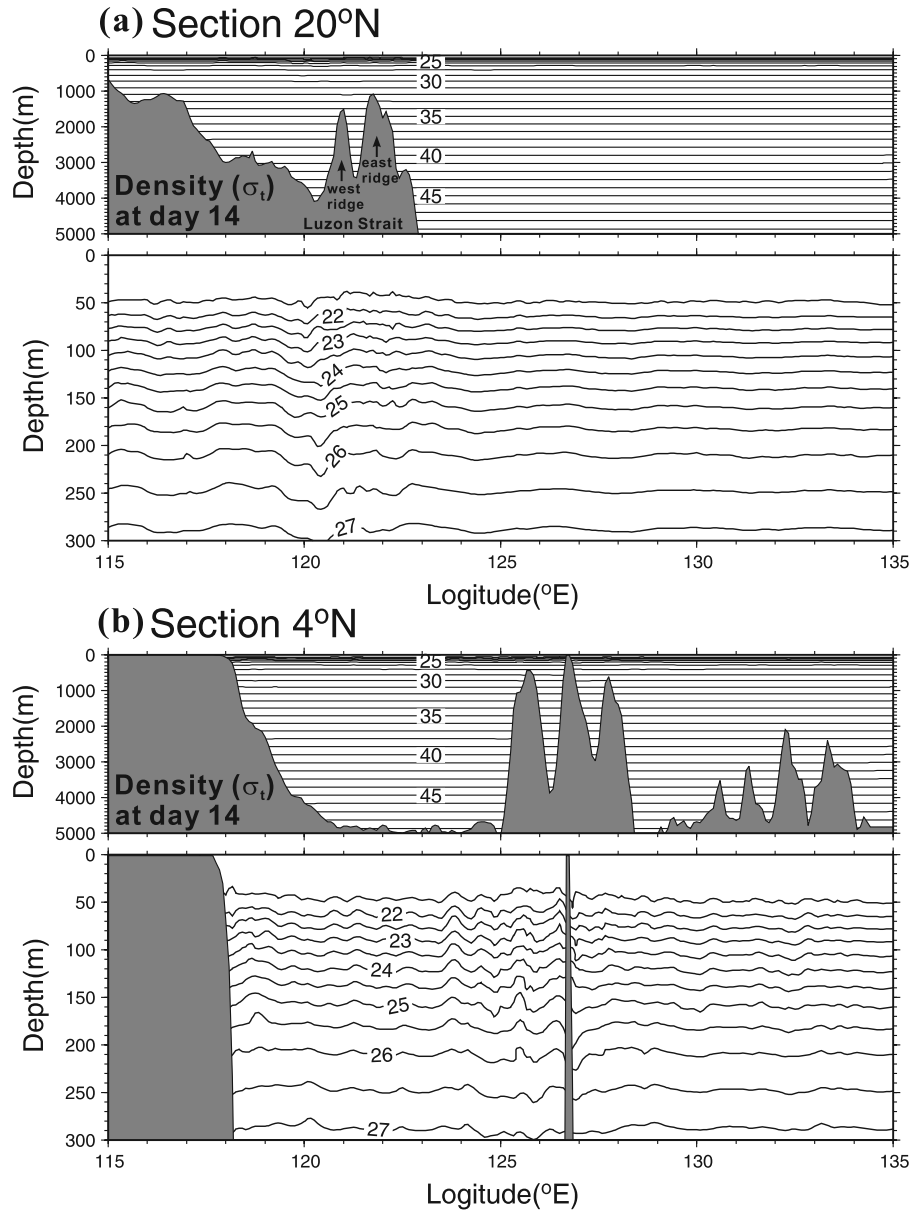 (a) Section 20°N
0
1000
2000
3000
4000
5000
Depth(m)
25
30
35
40
45
Density (σt)
at day 14
west
ridge
east
ridge
Luzon Strait
0
50
100
150
200
250
300
Depth(m)
22
23
24
25
26
27
115 120 125 130 135
Logitude(°E)
(b) Section 4°N
0
1000
2000
3000
4000
5000
Depth(m)
25
30
35
40
45
Density (σt)
at day 14
0
50
100
150
200
250
300
Depth(m)
22
23
24
25
26
27
115 120 125 130 135
Logitude(°E)